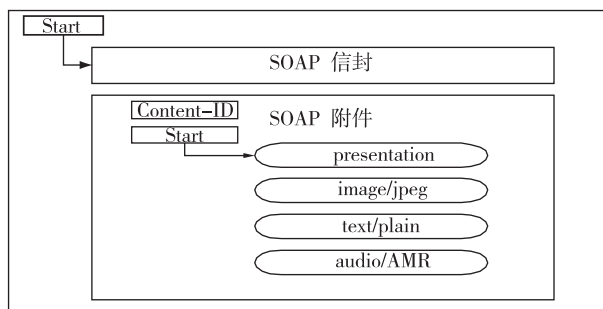 Start
SOAP 信封
Content-ID
SOAP 附件
Start
presentation
image/jpeg
text/plain
audio/AMR